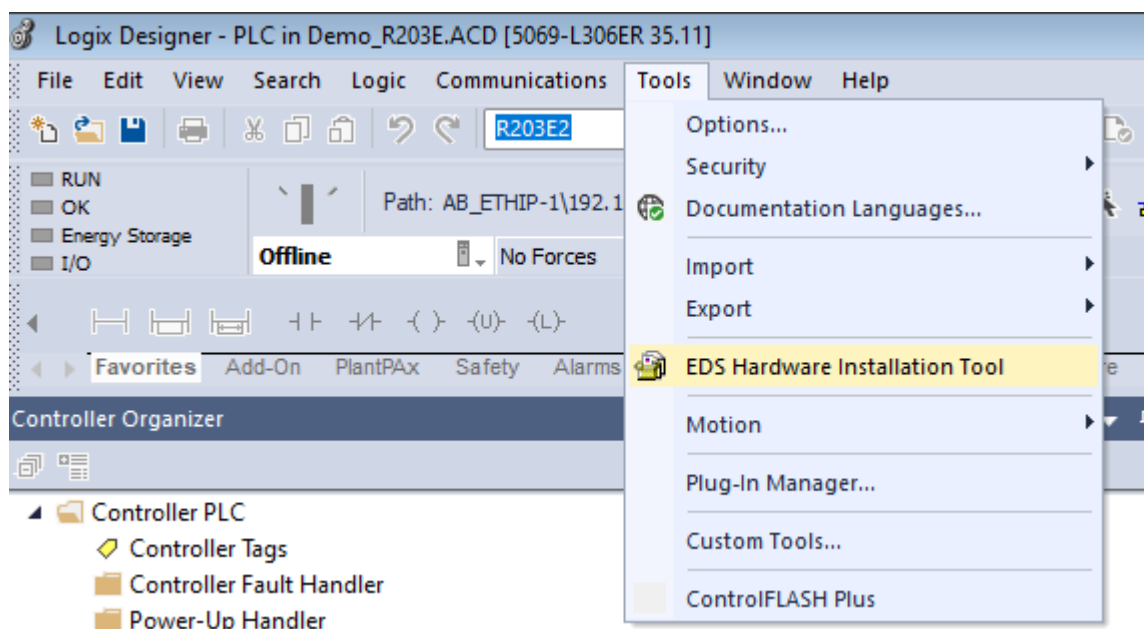 Logix Designer - PLC in Demo_R203E.ACD [5069-L306ER 35.11]
File Edit View Search Logic Communications Tools Window Help
R203E2
Options...
RUN
Security
OK
Path: AB_ETHIP-1\192.1
Documentation Languages...
Energy Storage
I/O
Offline
No Forces
Import
Export
(U) (L)
Favorites Add-On PlantPAx Safety Alarms
EDS Hardware Installation Tool
Controller Organizer
Motion
Plug-In Manager...
Controller PLC
Controller Tags
Custom Tools...
Controller Fault Handler
ControlFLASH Plus
Power-Up Handler